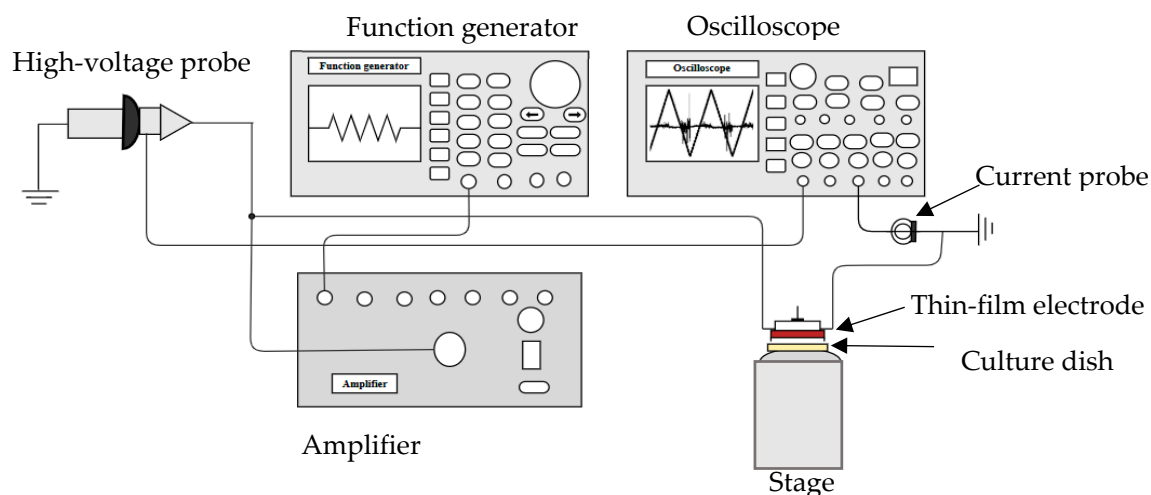 Function generator
Oscilloscope
High-voltage probe
Function generator
Oscilloscope
Current probe
Thin-film electrode
Culture dish
Amplifier
Amplifier
Stage